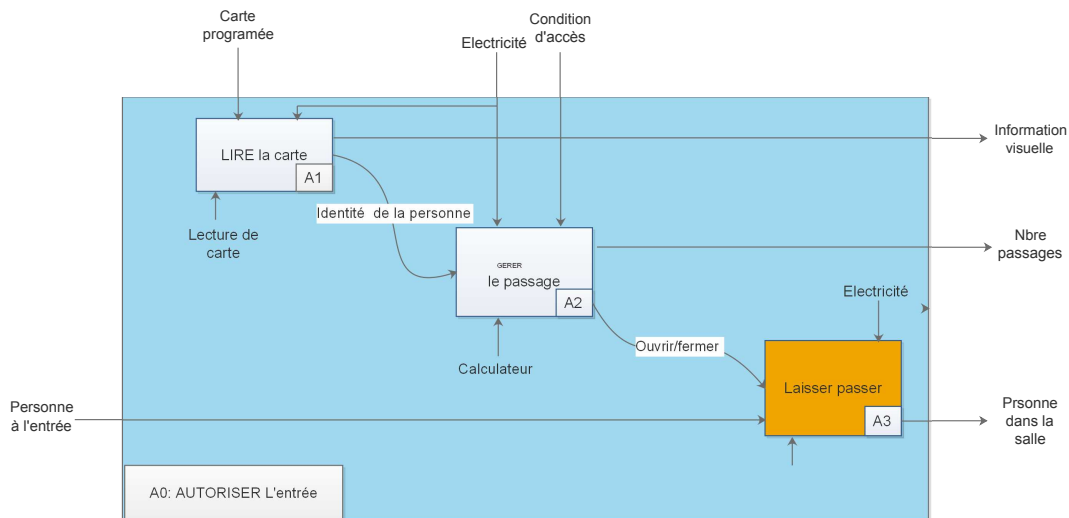 Carte
programée
Electricité
Condition
d'accès
LIRE la carte
A1
Information
visuelle
Identité de la personne
Lecture de
carte
GERER
le passage
A2
Nbre
passages
Electricité
Calculateur
Ouvrir/fermer
Laisser passer
A3
Personne
à l'entrée
Prsonne
dans la
salle
A0: AUTORISER L'entrée